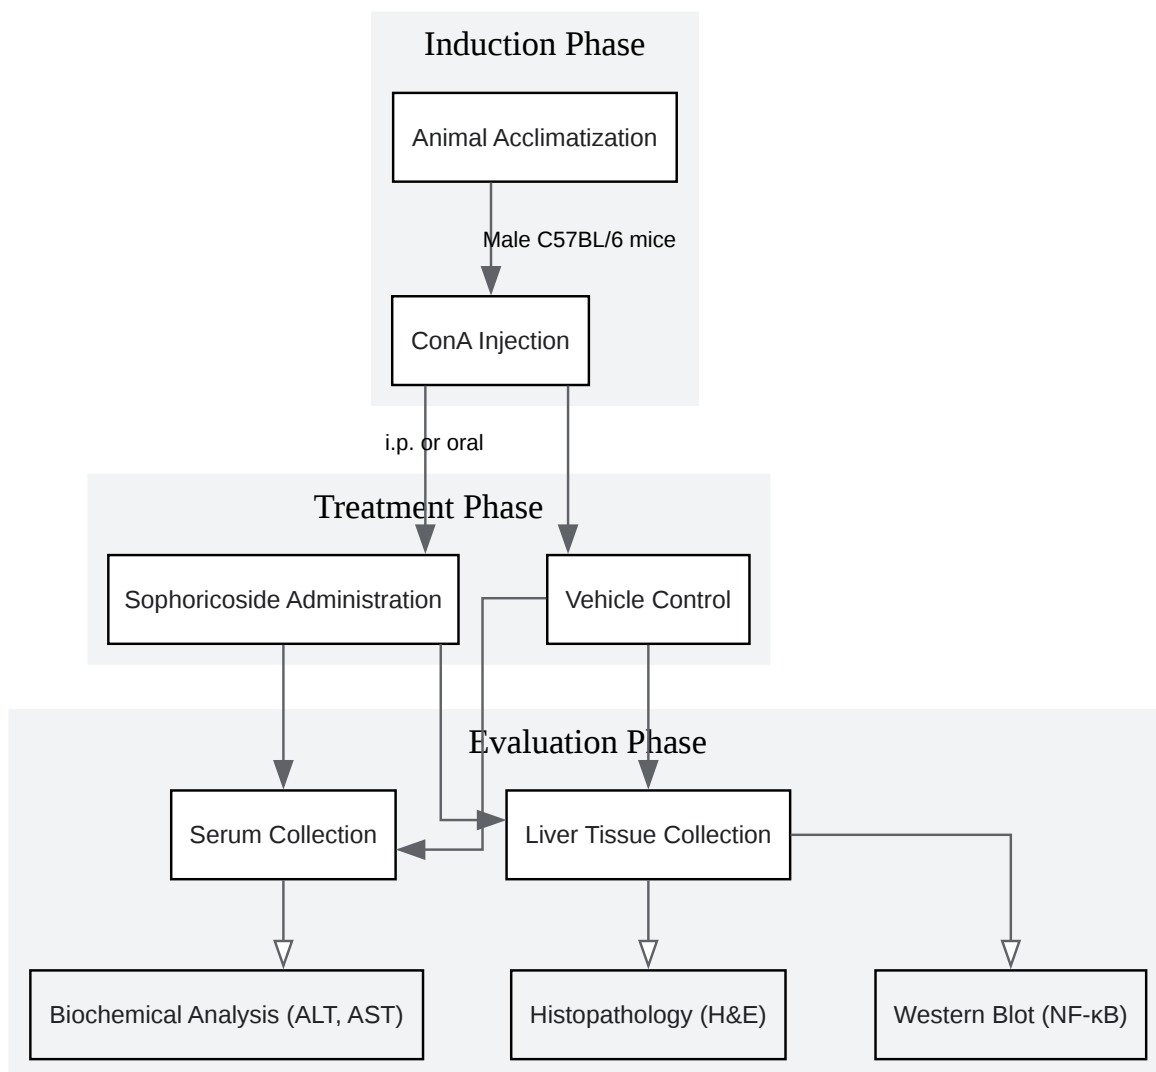 Induction Phase
Animal Acclimatization
Male C57BL/6 mice
ConA Injection
i.p. or oral
Treatment Phase
Sophoricoside Administration
Vehicle Control
Evaluation Phase
Serum Collection
Liver Tissue Collection
Biochemical Analysis (ALT, AST)
Histopathology (H&E)
Western Blot (NF-κB)